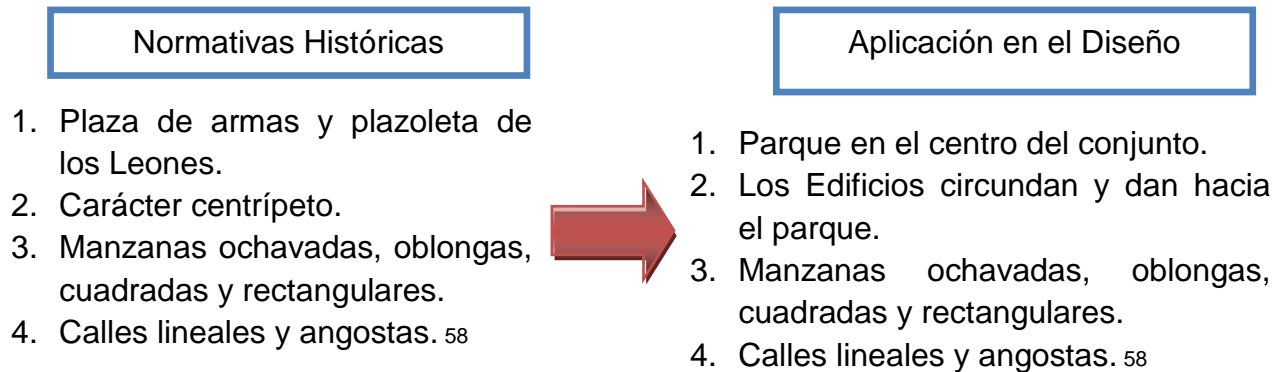 Normativas Históricas
1. Plaza de armas y plazoleta de
los Leones.
2. Carácter centrípeto.
3. Manzanas ochavadas, oblongas,
cuadradas y rectangulares.
4. Calles lineales y angostas. 58
Aplicación en el Diseño
1. Parque en el centro del conjunto.
2. Los Edificios circundan y dan hacia
el parque.
3. Manzanas ochavadas, oblongas,
cuadradas y rectangulares.
4. Calles lineales y angostas. 58